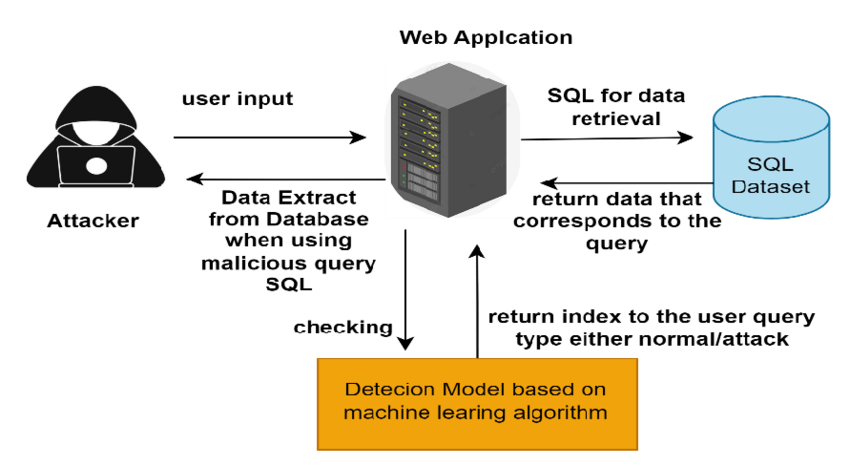 Web Applcation
user input
SQL for data
retrieval
SQL
Dataset
Attacker
Data Extract
from Database
when using
malicious query
SQL
return data that
corresponds to the
query
checking
return index to the user query
type either normal/attack
Detecion Model based on
machine learing algorithm